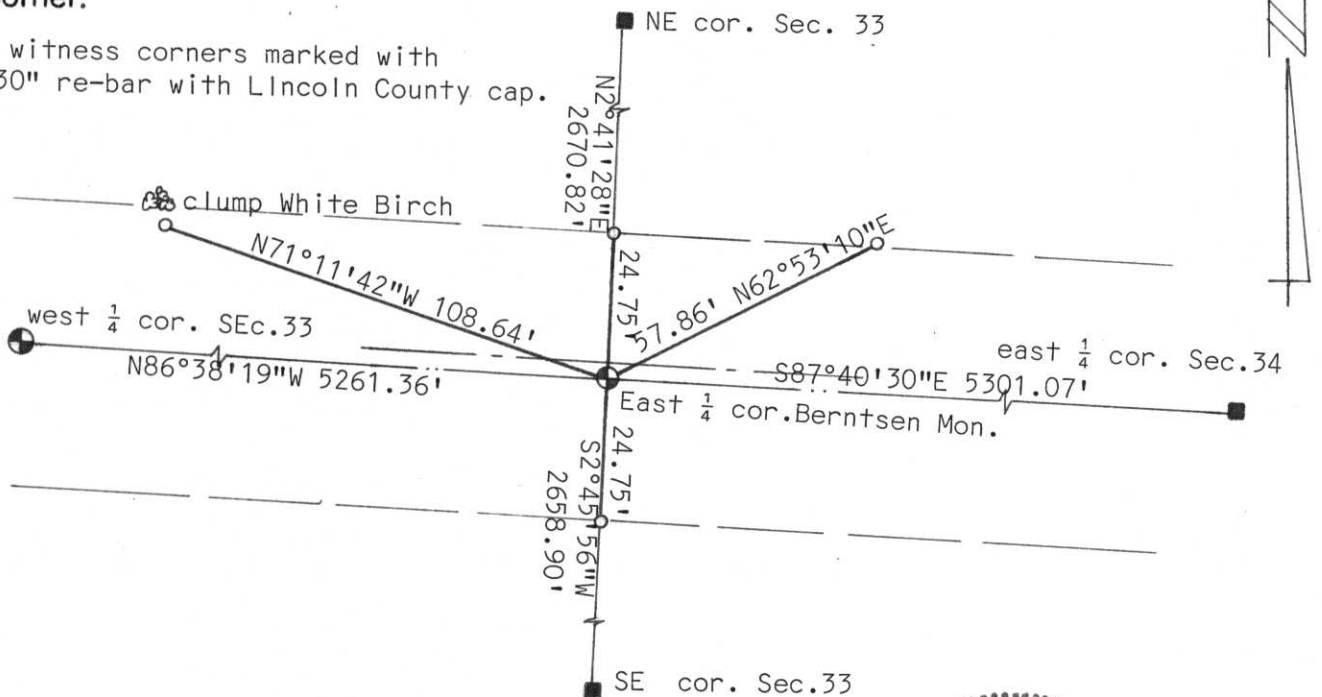 corner.
NE cor. Sec. 33
witness corners marked with
30" re-bar with LIncoln County cap.
N
N2°41'28"E
2670.82'
clump White Birch
N71°11'42"W 108.64'
24.75'
57.86' N62°53'10"E
west 1/4 cor. SEc.33
N86°38'19"W 5261.36'
east 1/4 cor. Sec.34
S87°40'30"E 5301.07'
East 1/4 cor.Berntsen Mon.
24.75'
S2°45'56"W
2658.90'
SE cor. Sec.33